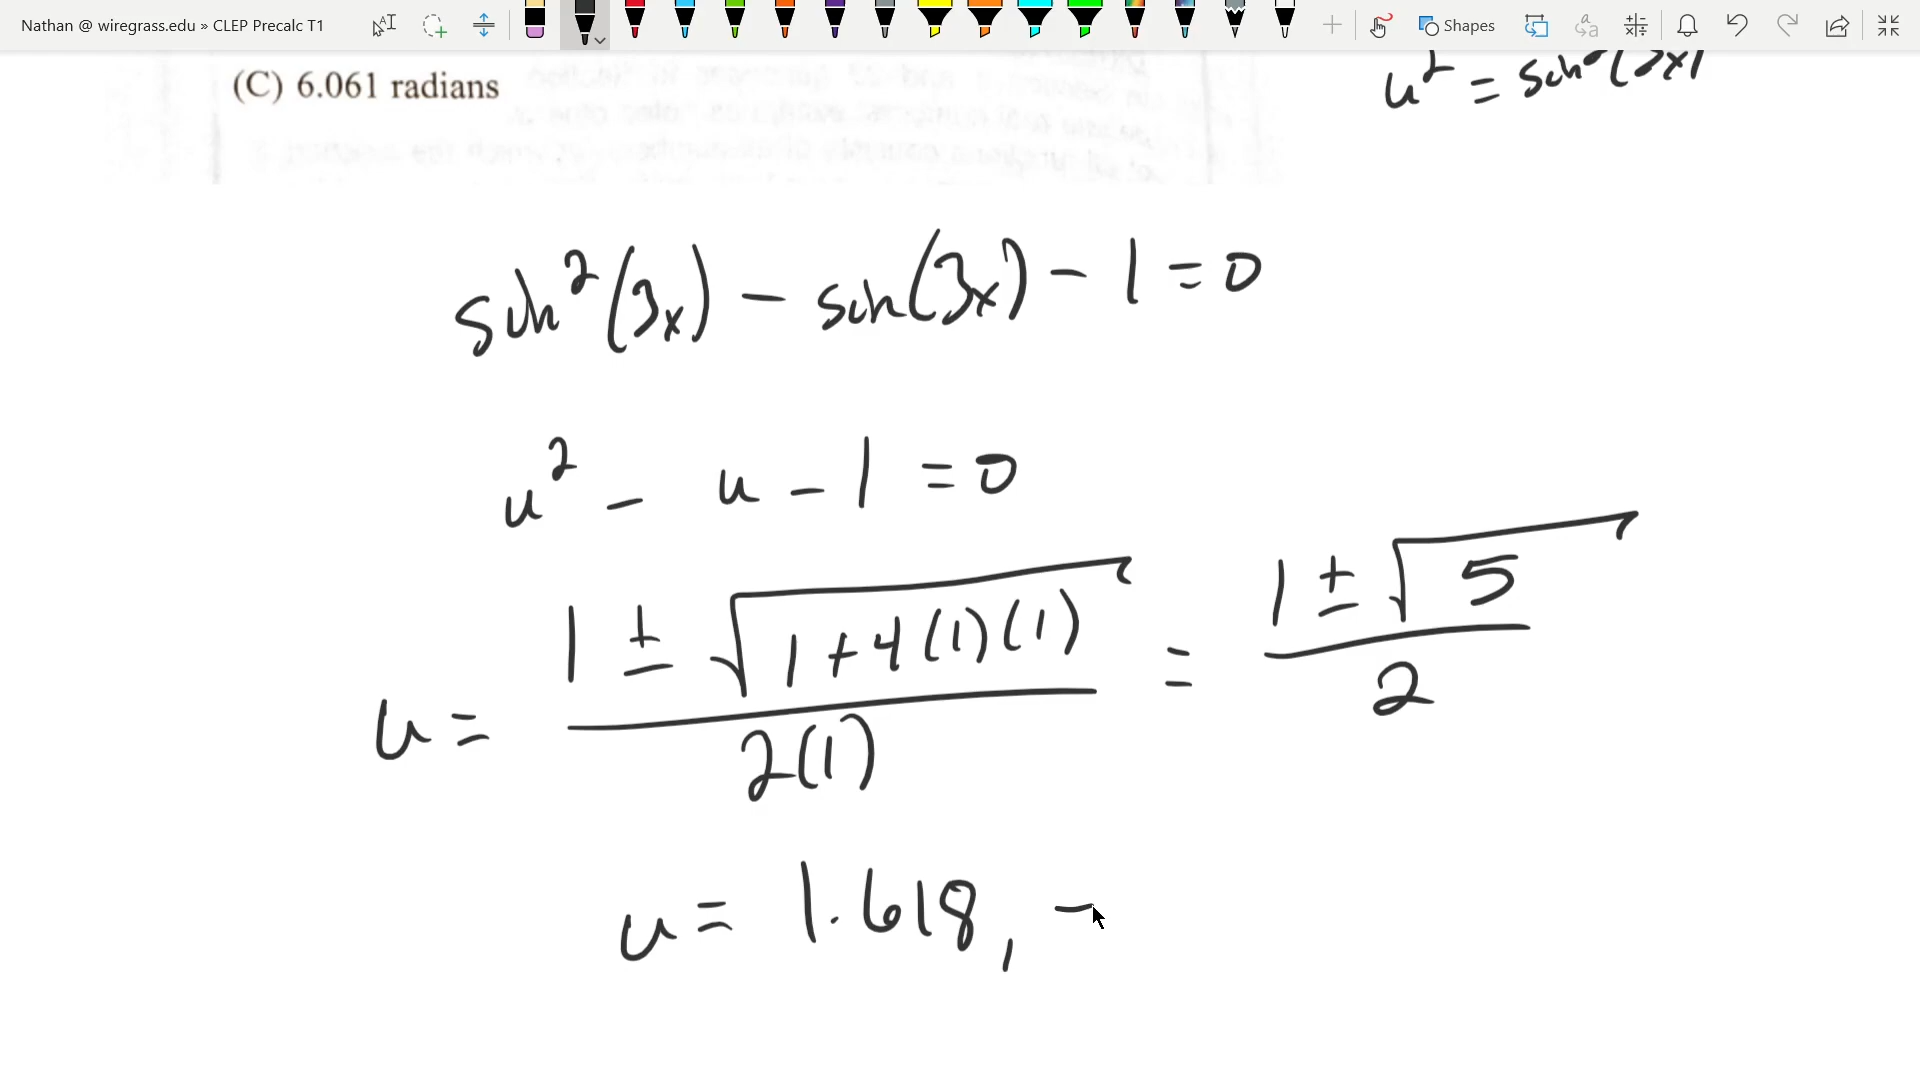 Nathan @ wiregrass.edu » CLEP Precalc T1
Shapes
(C) 6.061 radians
u² = sin²(3x)
sin²(3x) - sin(3x) - 1 = 0
u² - u - 1 = 0
u = (1 ± √(1+4(1)(1))) / 2(1) = (1 ± √5) / 2
u = 1.618, -